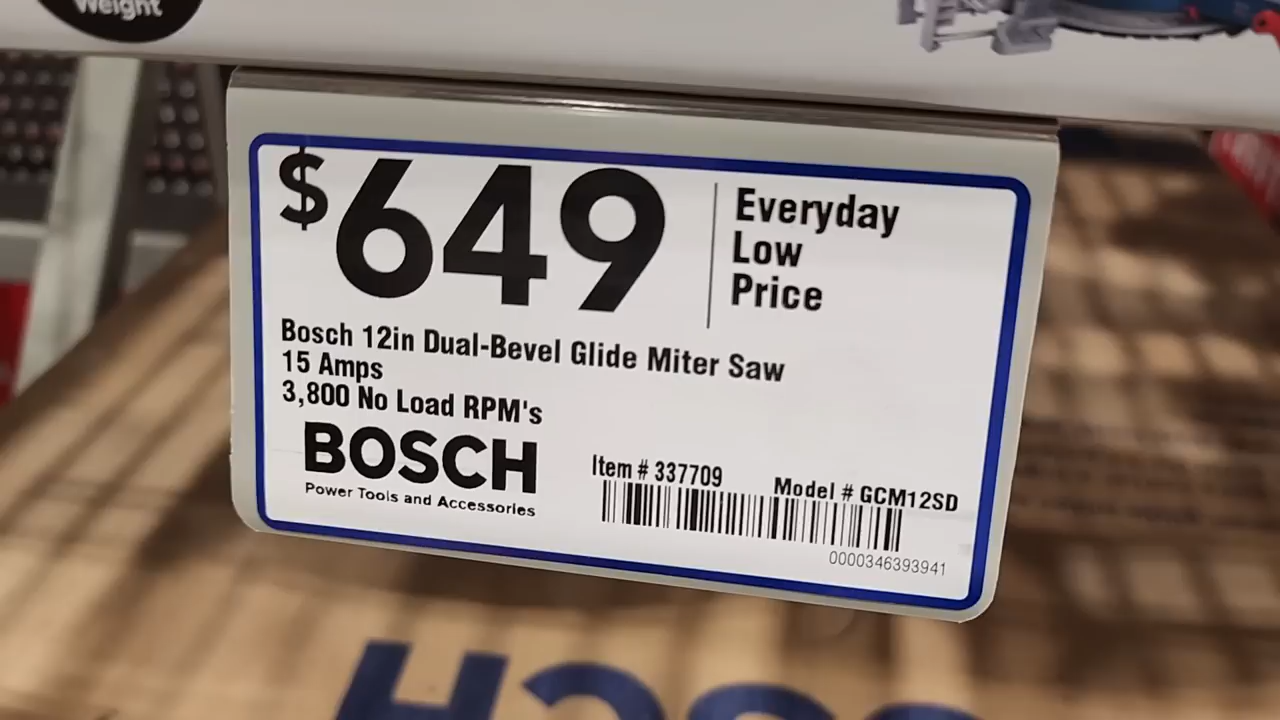 Weight
$649
Everyday
Low
Price
Bosch 12in Dual-Bevel Glide Miter Saw
15 Amps
3,800 No Load RPM's
BOSCH
Power Tools and Accessories
Item # 337709
Model # GCM12SD
0000346393941